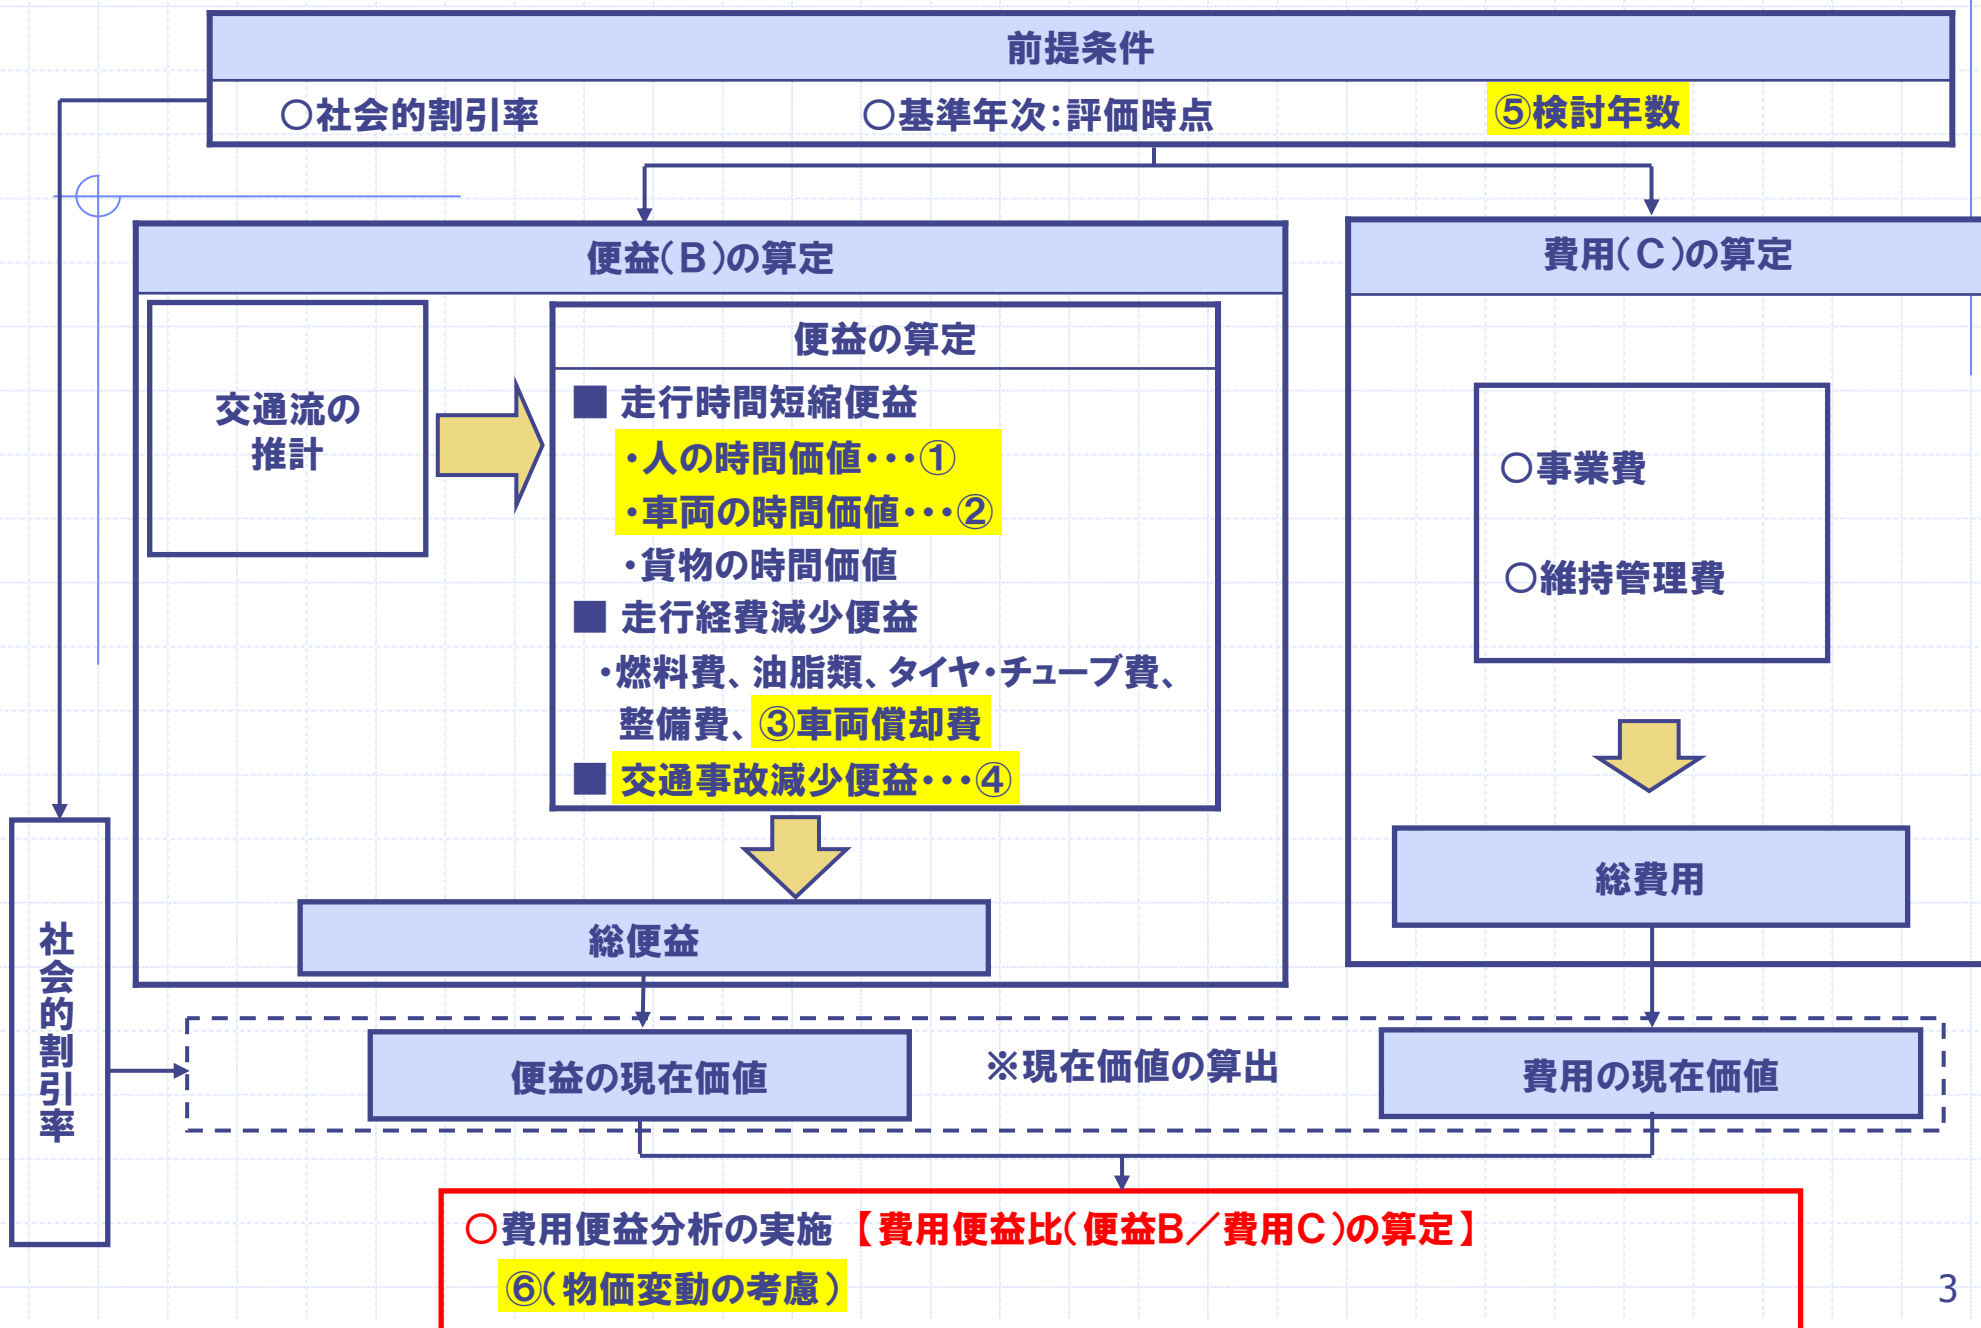 前提条件
○社会的割引率
○基準年次：評価時点
⑤検討年数
便益（Ｂ）の算定
費用（Ｃ）の算定
交通流の
推計
便益の算定
■ 走行時間短縮便益
・人の時間価値・・・①
・車両の時間価値・・・②
・貨物の時間価値
■ 走行経費減少便益
・燃料費、油脂類、タイヤ・チューブ費、
整備費、③車両償却費
■ 交通事故減少便益・・・④
○事業費
○維持管理費
総便益
総費用
社会的割引率
便益の現在価値
※現在価値の算出
費用の現在価値
○費用便益分析の実施【費用便益比（便益Ｂ／費用Ｃ）の算定】
⑥（物価変動の考慮）
3